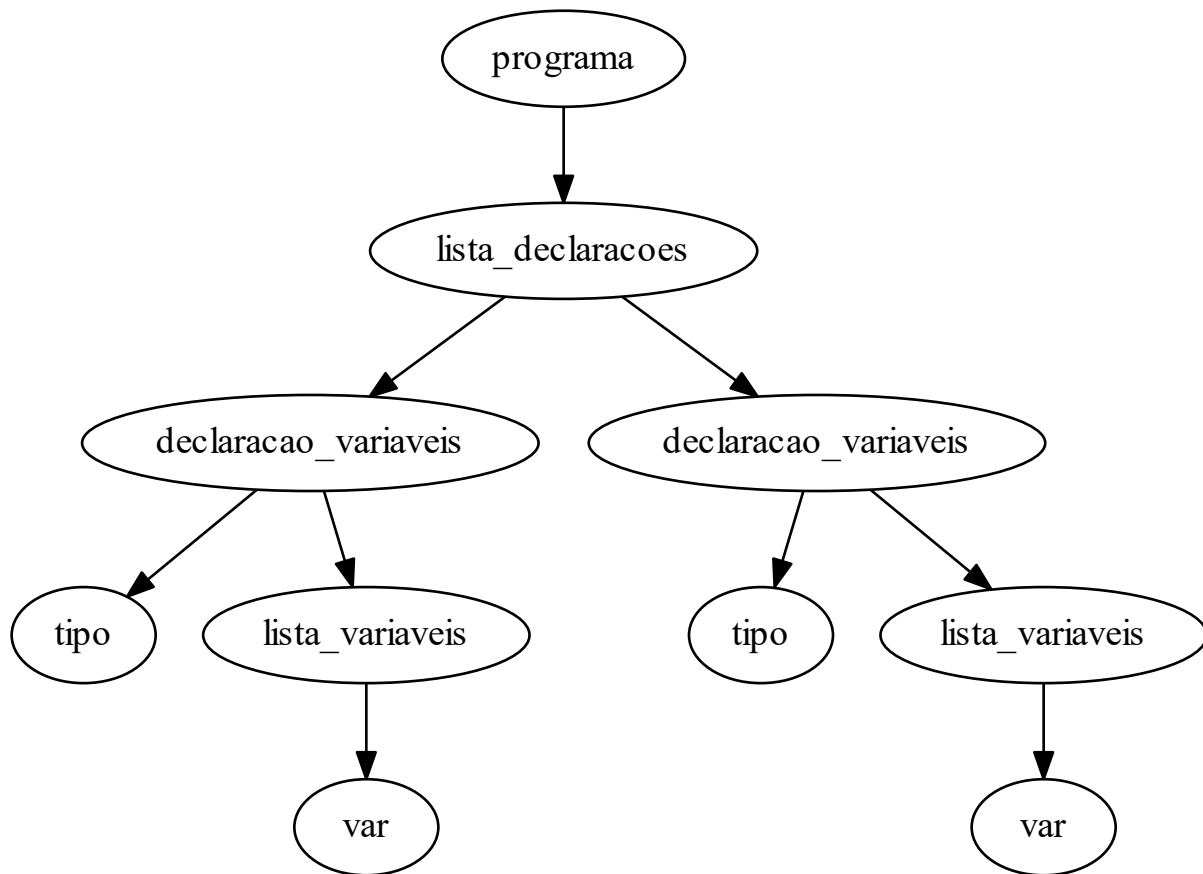 programa
lista_declaracoes
declaracao_variaveis
declaracao_variaveis
tipo
lista_variaveis
tipo
lista_variaveis
var
var